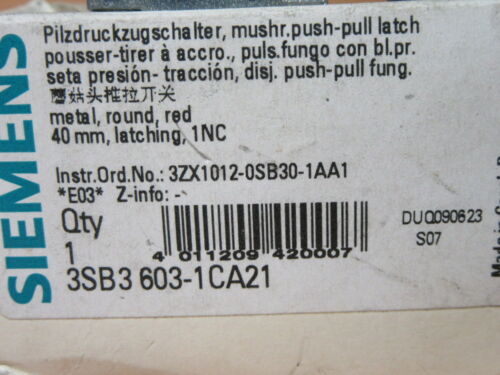 SIEMENS
Pilzdruckzugschalter, mushr.push-pull latch
pousser-tirer à accro., puls.fungo con bl.pr.
seta presión- tracción, disj. push-pull fung.
蘑菇头推拉开关
metal, round, red
40 mm, latching, 1NC
Instr.Ord.No.: 3ZX1012-0SB30-1AA1
*E03* Z-info: -
Qty
1
4 011209 420007
DUQ090623
S07
3SB3 603-1CA21
Made in